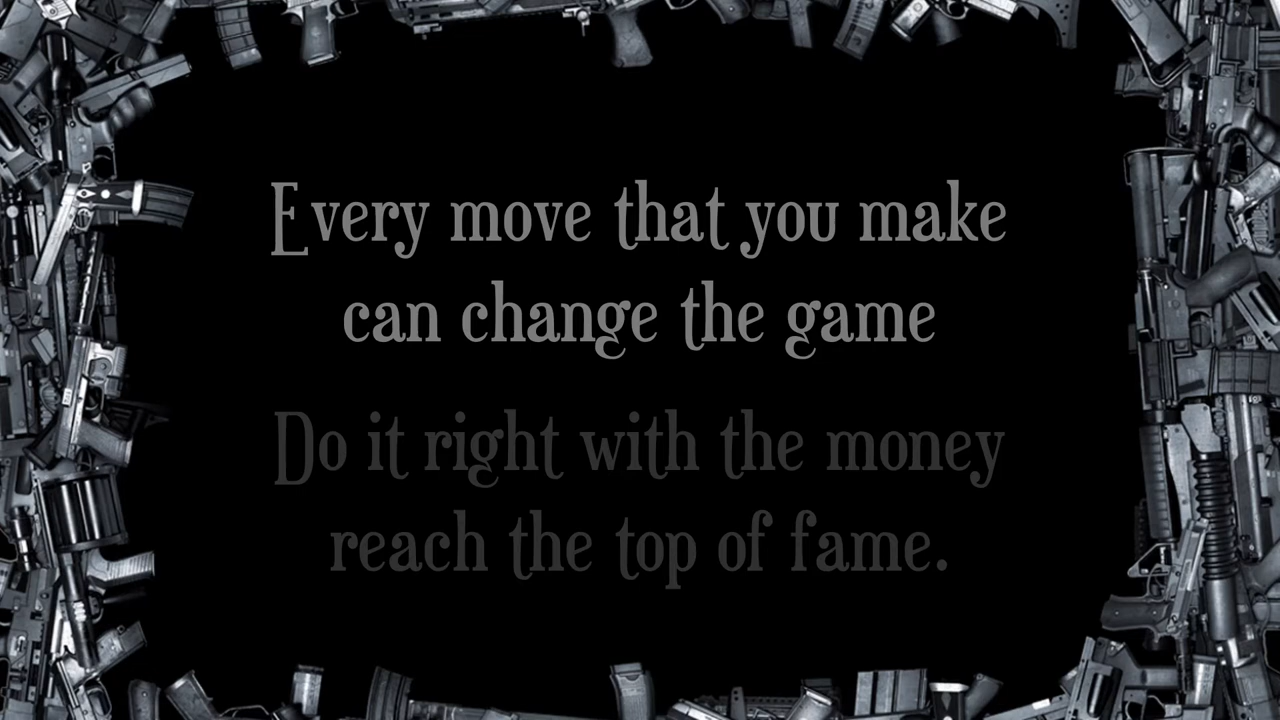 Every move that you make
can change the game
Do it right with the money
reach the top of fame.